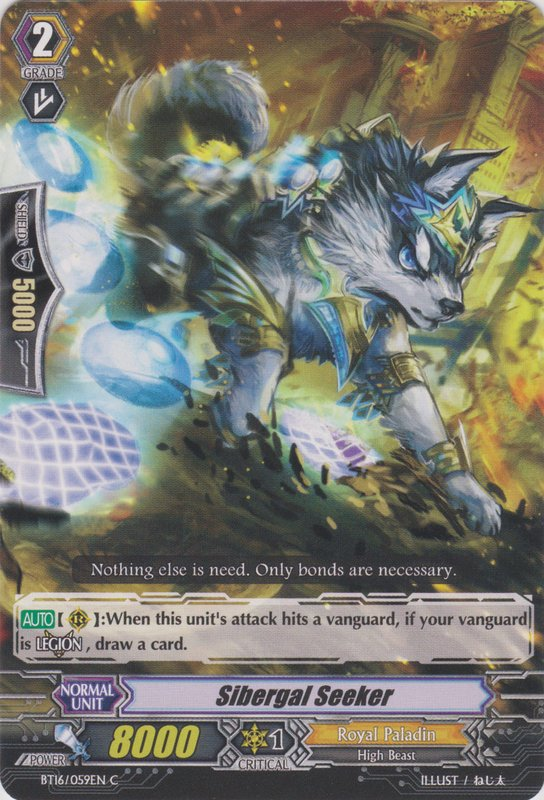 2
GRADE
SHIELD
5000
Nothing else is need. Only bonds are necessary.
AUTO【 R 】:When this unit's attack hits a vanguard, if your vanguard
is LEGION , draw a card.
NORMAL
UNIT
Sibergal Seeker
POWER
8000
1
CRITICAL
Royal Paladin
High Beast
BT16/059EN C
ILLUST / ねじ太